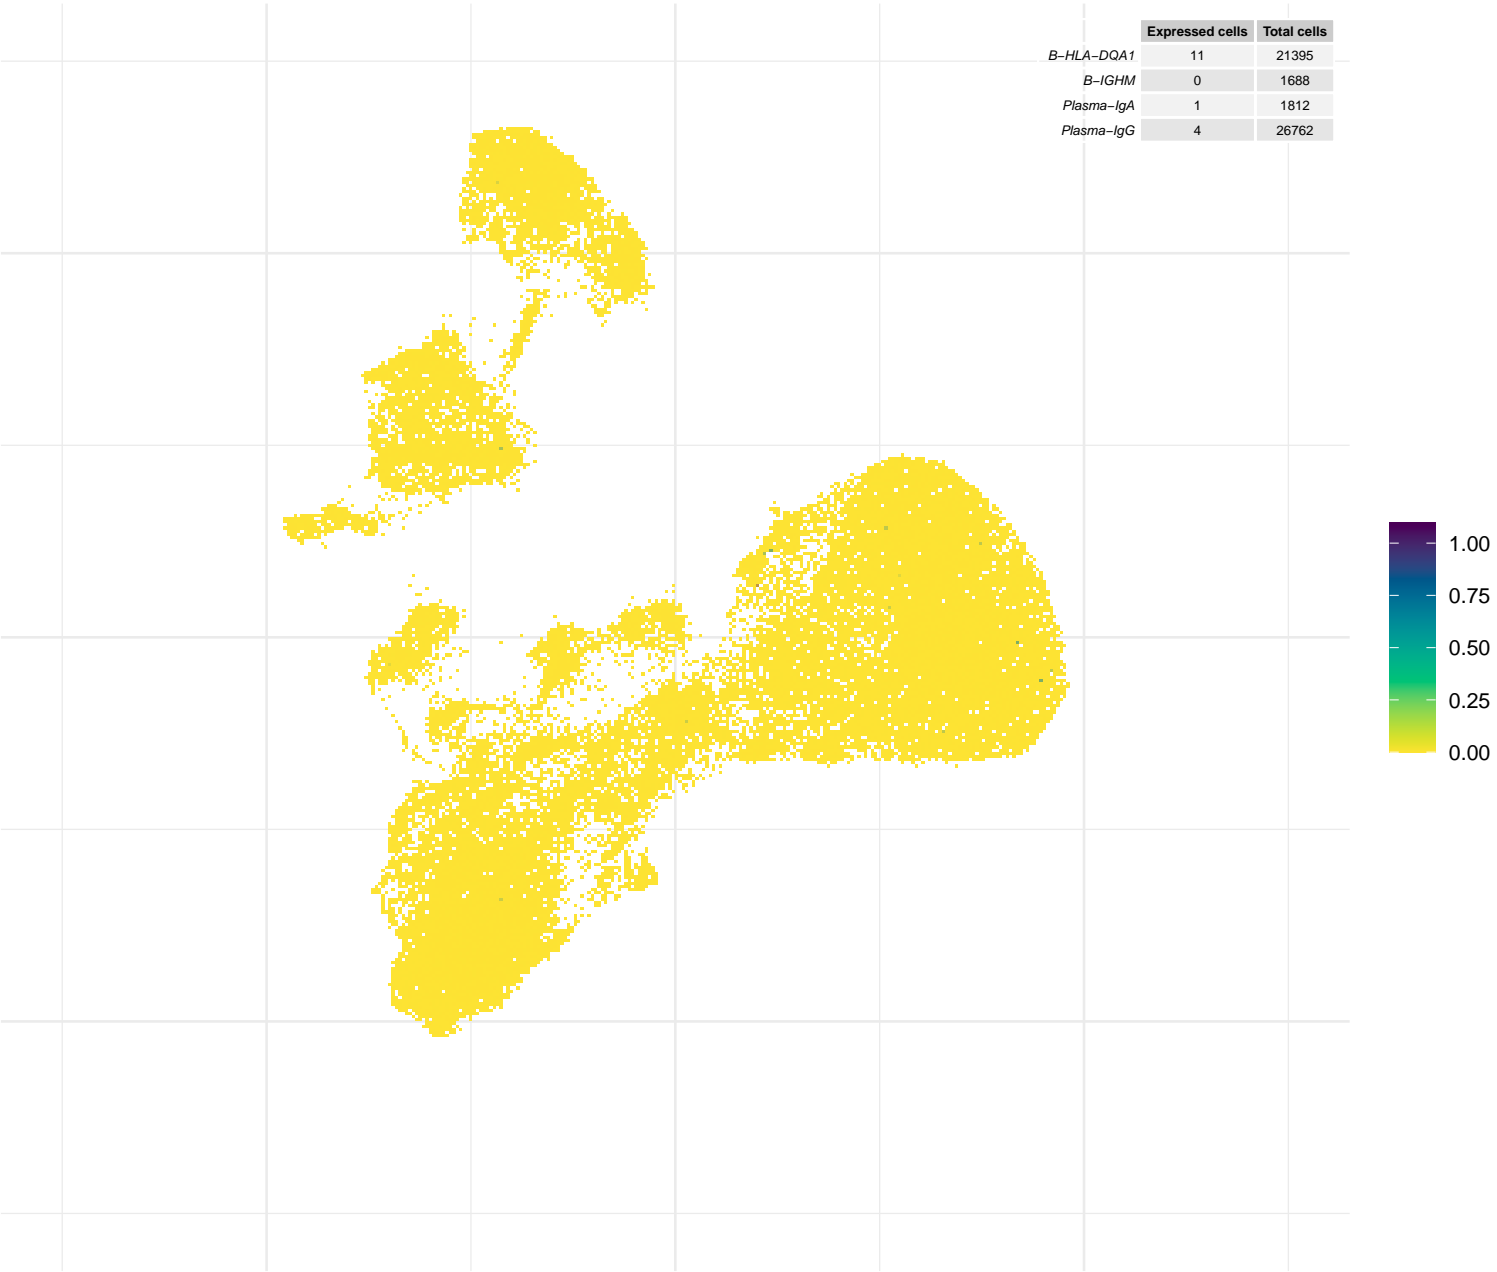 Expressed cells Total cells
B−HLA−DQA1 11 21395
B−IGHM 0 1688
Plasma−IgA 1 1812
Plasma−IgG 4 26762
1.00
0.75
0.50
0.25
0.00